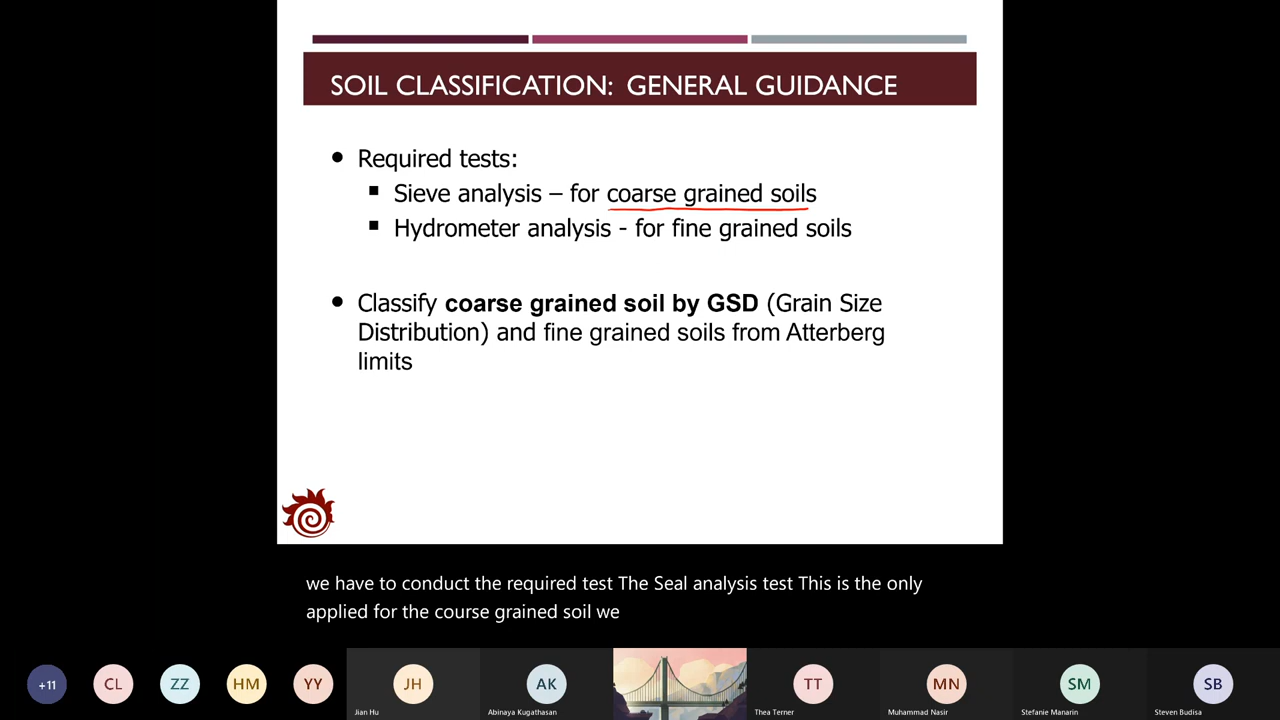 SOIL CLASSIFICATION: GENERAL GUIDANCE
• Required tests:
▪ Sieve analysis – for coarse grained soils
▪ Hydrometer analysis - for fine grained soils
• Classify coarse grained soil by GSD (Grain Size
Distribution) and fine grained soils from Atterberg
limits
we have to conduct the required test The Seal analysis test This is the only
applied for the course grained soil we
+11
CL
ZZ
HM
YY
JH
AK
TT
MN
SM
SB
Jian Hu
Abinaya Kugathasan
Thea Terner
Muhammad Nasir
Stefanie Manarin
Steven Budisa